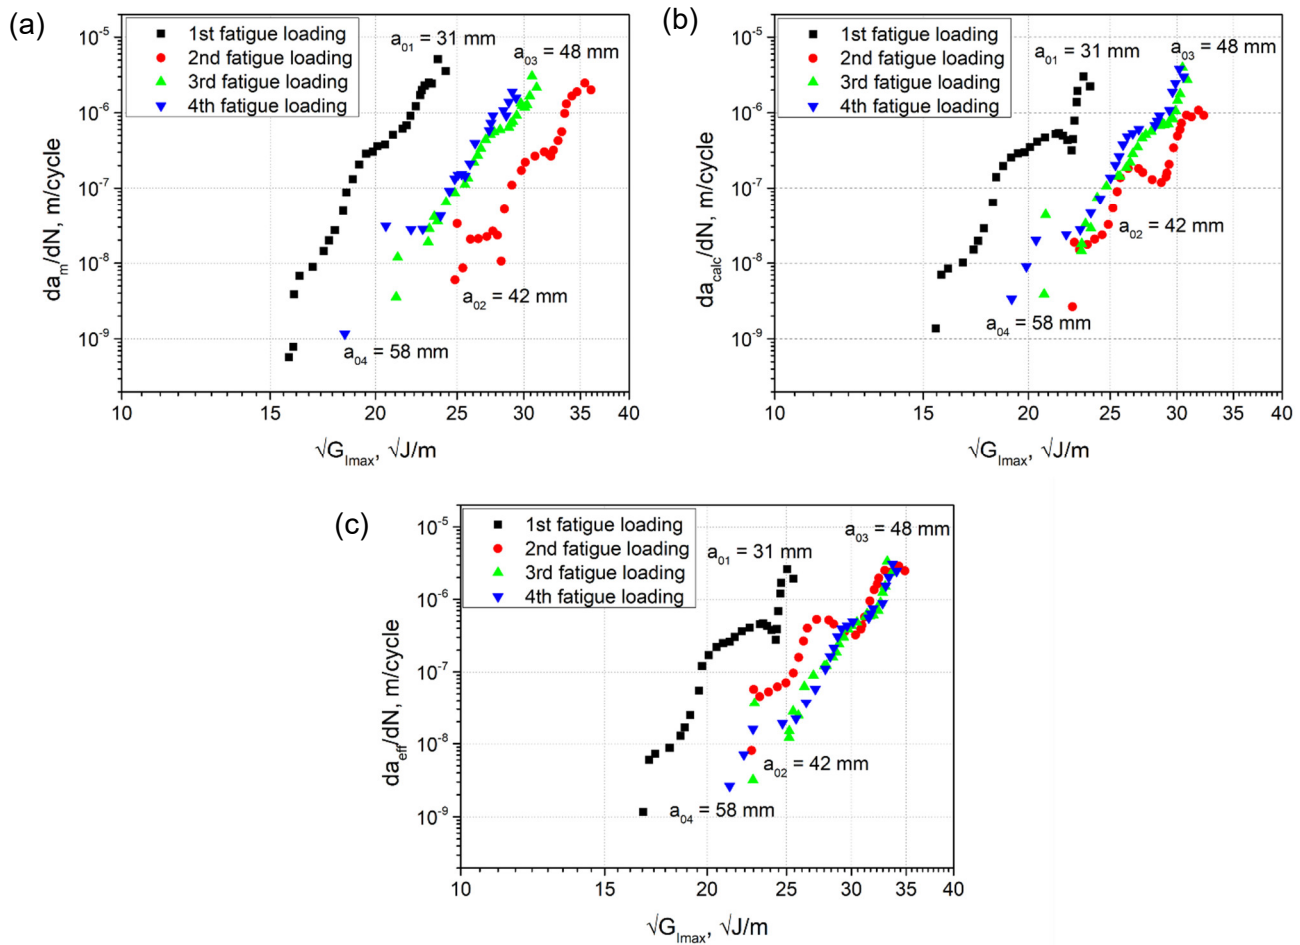 (a)
1st fatigue loading
2nd fatigue loading
3rd fatigue loading
4th fatigue loading
a01 = 31 mm
a03 = 48 mm
a02 = 42 mm
a04 = 58 mm
10-5
10-6
10-7
10-8
10-9
dam/dN, m/cycle
10 15 20 25 30 35 40
√GImax, √J/m
(b)
1st fatigue loading
2nd fatigue loading
3rd fatigue loading
4th fatigue loading
a01 = 31 mm
a03 = 48 mm
a02 = 42 mm
a04 = 58 mm
10-5
10-6
10-7
10-8
10-9
dacalc/dN, m/cycle
10 15 20 25 30 35 40
√GImax, √J/m
(c)
1st fatigue loading
2nd fatigue loading
3rd fatigue loading
4th fatigue loading
a01 = 31 mm
a03 = 48 mm
a02 = 42 mm
a04 = 58 mm
10-5
10-6
10-7
10-8
10-9
daeff/dN, m/cycle
10 15 20 25 30 35 40
√GImax, √J/m